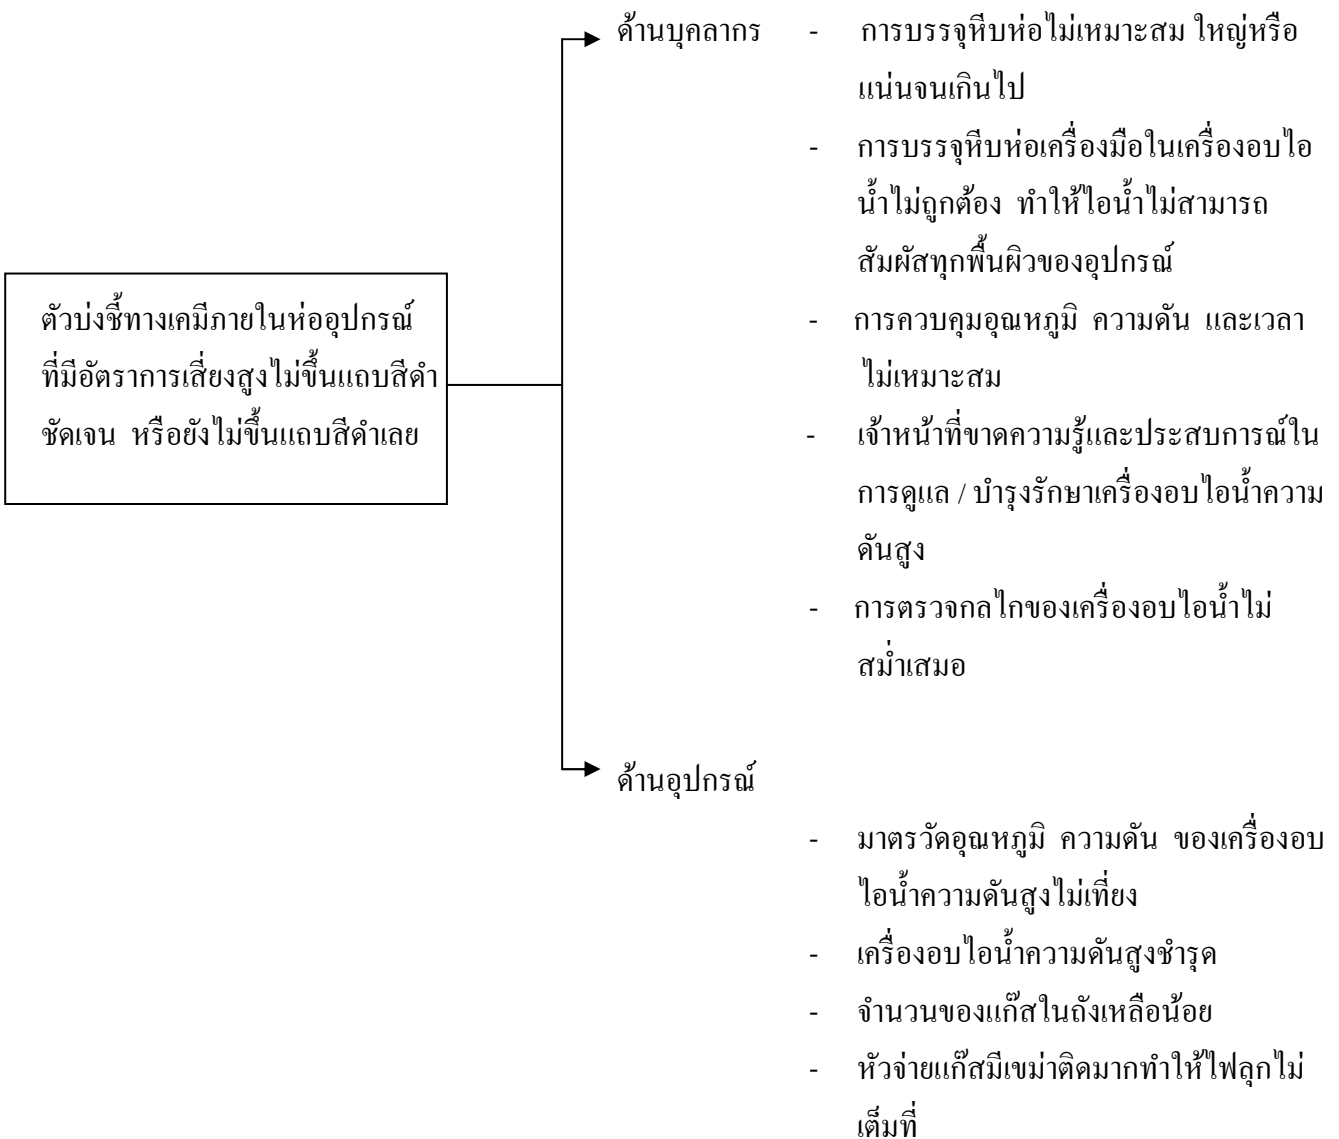 ด้านบุคลากร - การบรรจุหีบห่อไม่เหมาะสม ใหญ่หรือ
แน่นจนเกินไป
- การบรรจุหีบห่อเครื่องมือในเครื่องอบไอ
น้ำไม่ถูกต้อง ทำให้ไอน้ำไม่สามารถ
สัมผัสทุกพื้นผิวของอุปกรณ์
ตัวบ่งชี้ทางเคมีภายในห่ออุปกรณ์
ที่มีอัตราการเสี่ยงสูงไม่ขึ้นแถบสีดำ
ชัดเจน หรือยังไม่ขึ้นแถบสีดำเลย
- การควบคุมอุณหภูมิ ความดัน และเวลา
ไม่เหมาะสม
- เจ้าหน้าที่ขาดความรู้และประสบการณ์ใน
การดูแล / บำรุงรักษาเครื่องอบไอน้ำความ
ดันสูง
- การตรวจกลไกของเครื่องอบไอน้ำไม่
สม่ำเสมอ
ด้านอุปกรณ์
- มาตรวัดอุณหภูมิ ความดัน ของเครื่องอบ
ไอน้ำความดันสูงไม่เที่ยง
- เครื่องอบไอน้ำความดันสูงชำรุด
- จำนวนของแก๊สในถังเหลือน้อย
- หัวจ่ายแก๊สมีเขม่าติดมากทำให้ไฟลุกไม่
เต็มที่